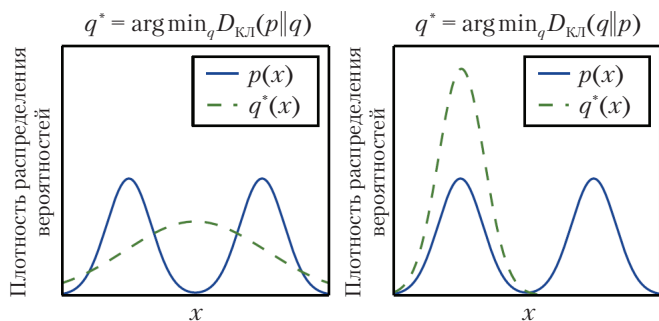 q* = arg min_q D_КЛ(p‖q)
Плотность распределения
вероятностей
p(x)
q*(x)
x
q* = arg min_q D_КЛ(q‖p)
Плотность распределения
вероятностей
p(x)
q*(x)
x